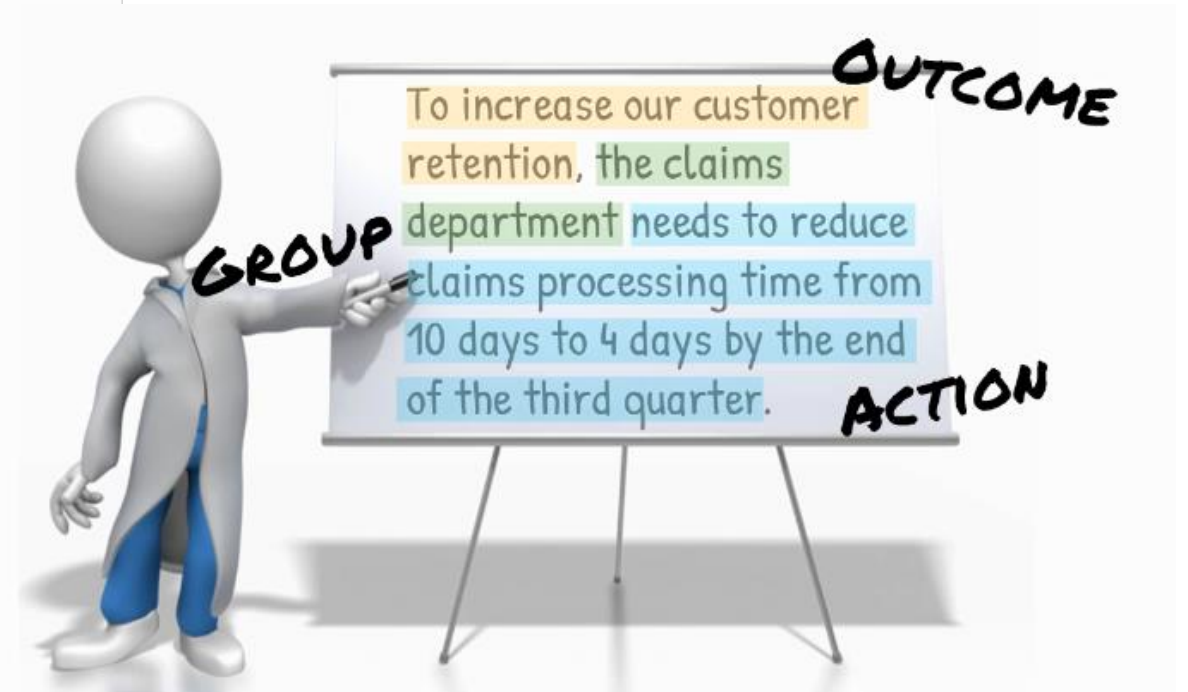 OUTCOME
To increase our customer
retention, the claims
department needs to reduce
GROUP
claims processing time from
10 days to 4 days by the end
of the third quarter.
ACTION